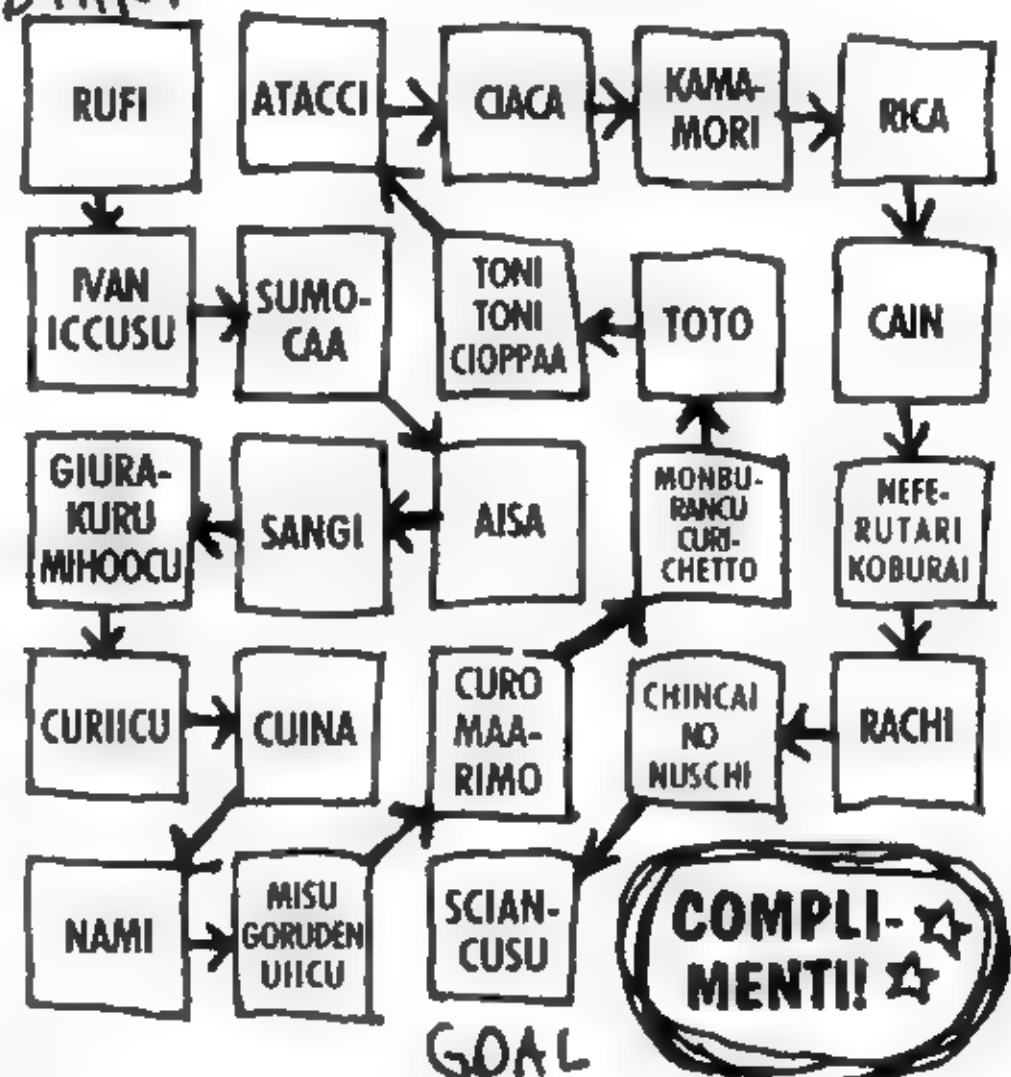 START
RUFI
ATACCI
CIACA
KAMA-
MORI
RICA
IVAN
ICCUSU
SUMO-
CAA
TONI
TONI
CIOPPAA
TOTO
CAIN
GIURA-
KURU
MIHOOCU
SANGI
AISA
MONBU-
RANCU
CURI-
CHETTO
NEFE-
RUTARI
KOBURAI
CURIICU
CUINA
CURO
MAA-
RIMO
CHINCAI
NO
NUSCHI
RACHI
NAMI
MISU
GORUDEN
UIICU
SCIAN-
CUSU
COMPLI-
MENTI!
GOAL